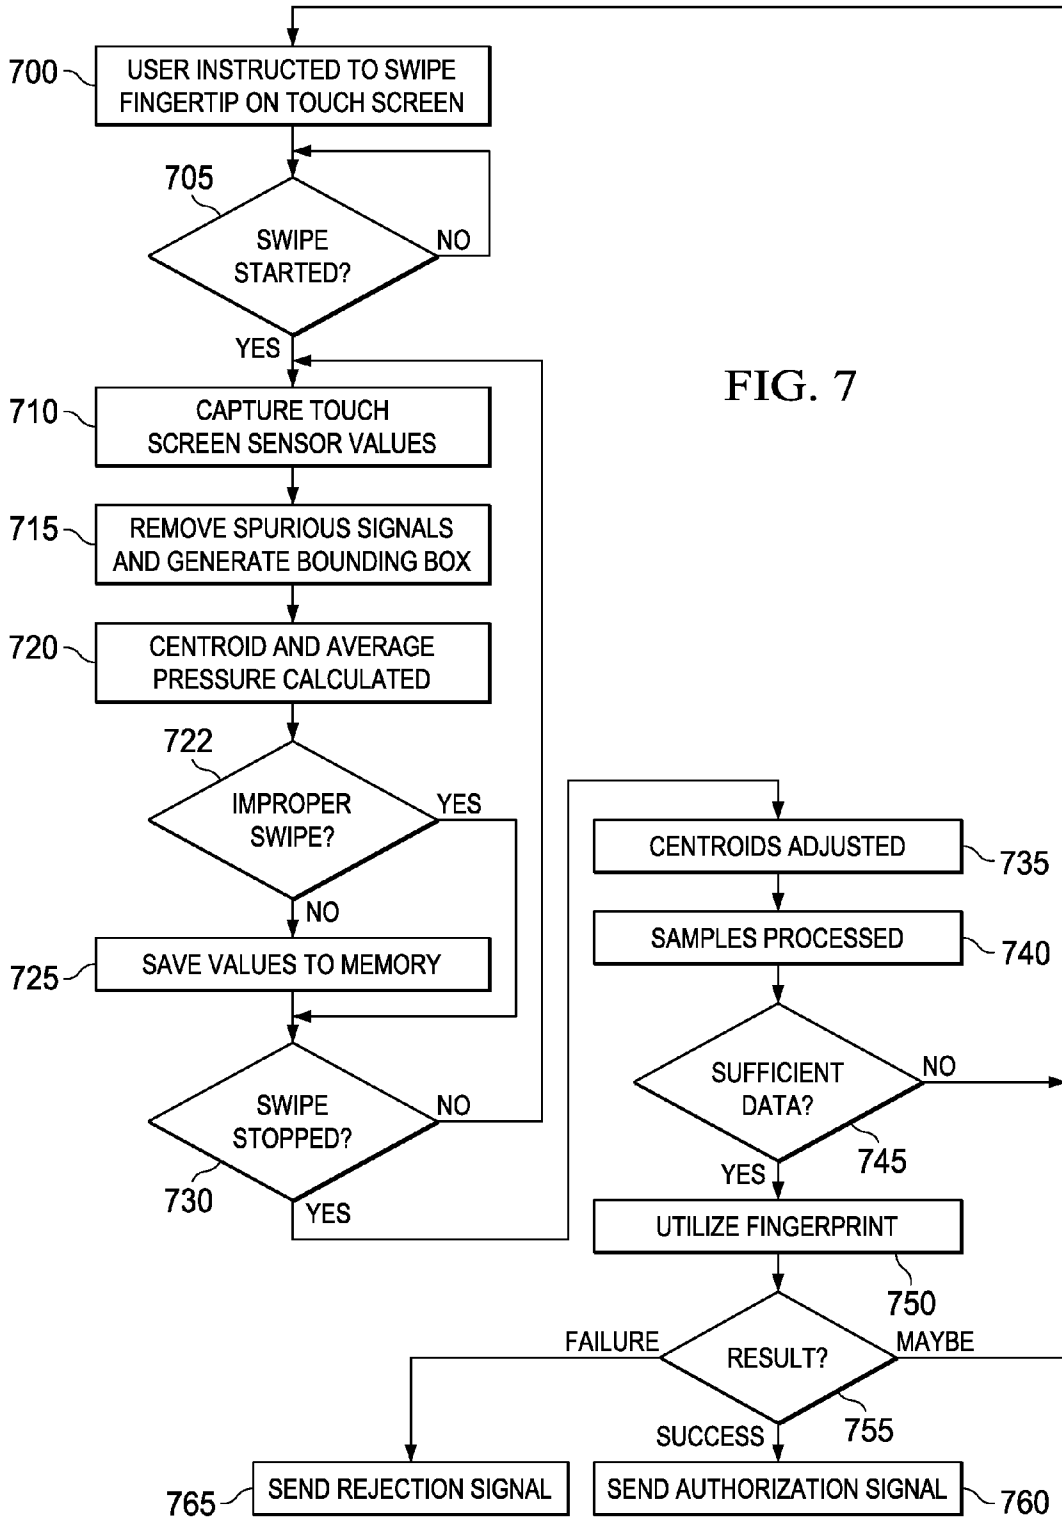 700
USER INSTRUCTED TO SWIPE
FINGERTIP ON TOUCH SCREEN
705
SWIPE
STARTED?
NO
YES
FIG. 7
710
CAPTURE TOUCH
SCREEN SENSOR VALUES
715
REMOVE SPURIOUS SIGNALS
AND GENERATE BOUNDING BOX
720
CENTROID AND AVERAGE
PRESSURE CALCULATED
722
IMPROPER
SWIPE?
YES
NO
725
SAVE VALUES TO MEMORY
SWIPE
STOPPED?
NO
730
YES
CENTROIDS ADJUSTED
735
SAMPLES PROCESSED
740
SUFFICIENT
DATA?
NO
745
YES
UTILIZE FINGERPRINT
750
FAILURE
RESULT?
MAYBE
755
SUCCESS
765
SEND REJECTION SIGNAL
SEND AUTHORIZATION SIGNAL
760